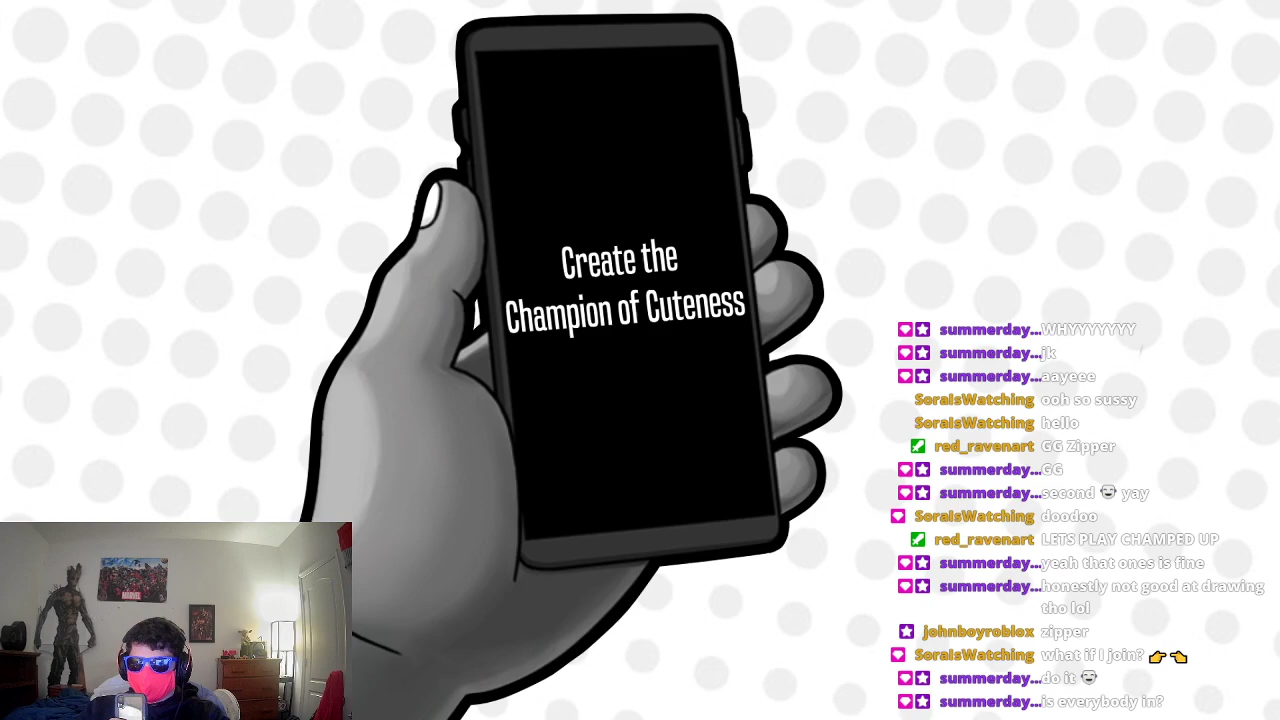 Create the
Champion of Cuteness
summerday...WHYYYYYYY
summerday...jk
summerday...aayeee
SoraIsWatching ooh so sussy
SoraIsWatching hello
red_ravenart GG Zipper
summerday...GG
summerday...second yay
SoraIsWatching doodoo
red_ravenart LETS PLAY CHAMPED UP
summerday...yeah that ones is fine
summerday...honestly not good at drawing
tho lol
johnboyroblox zipper
SoraIsWatching what if I join? 👉 👈
summerday...do it
summerday...is everybody in?
MARVEL